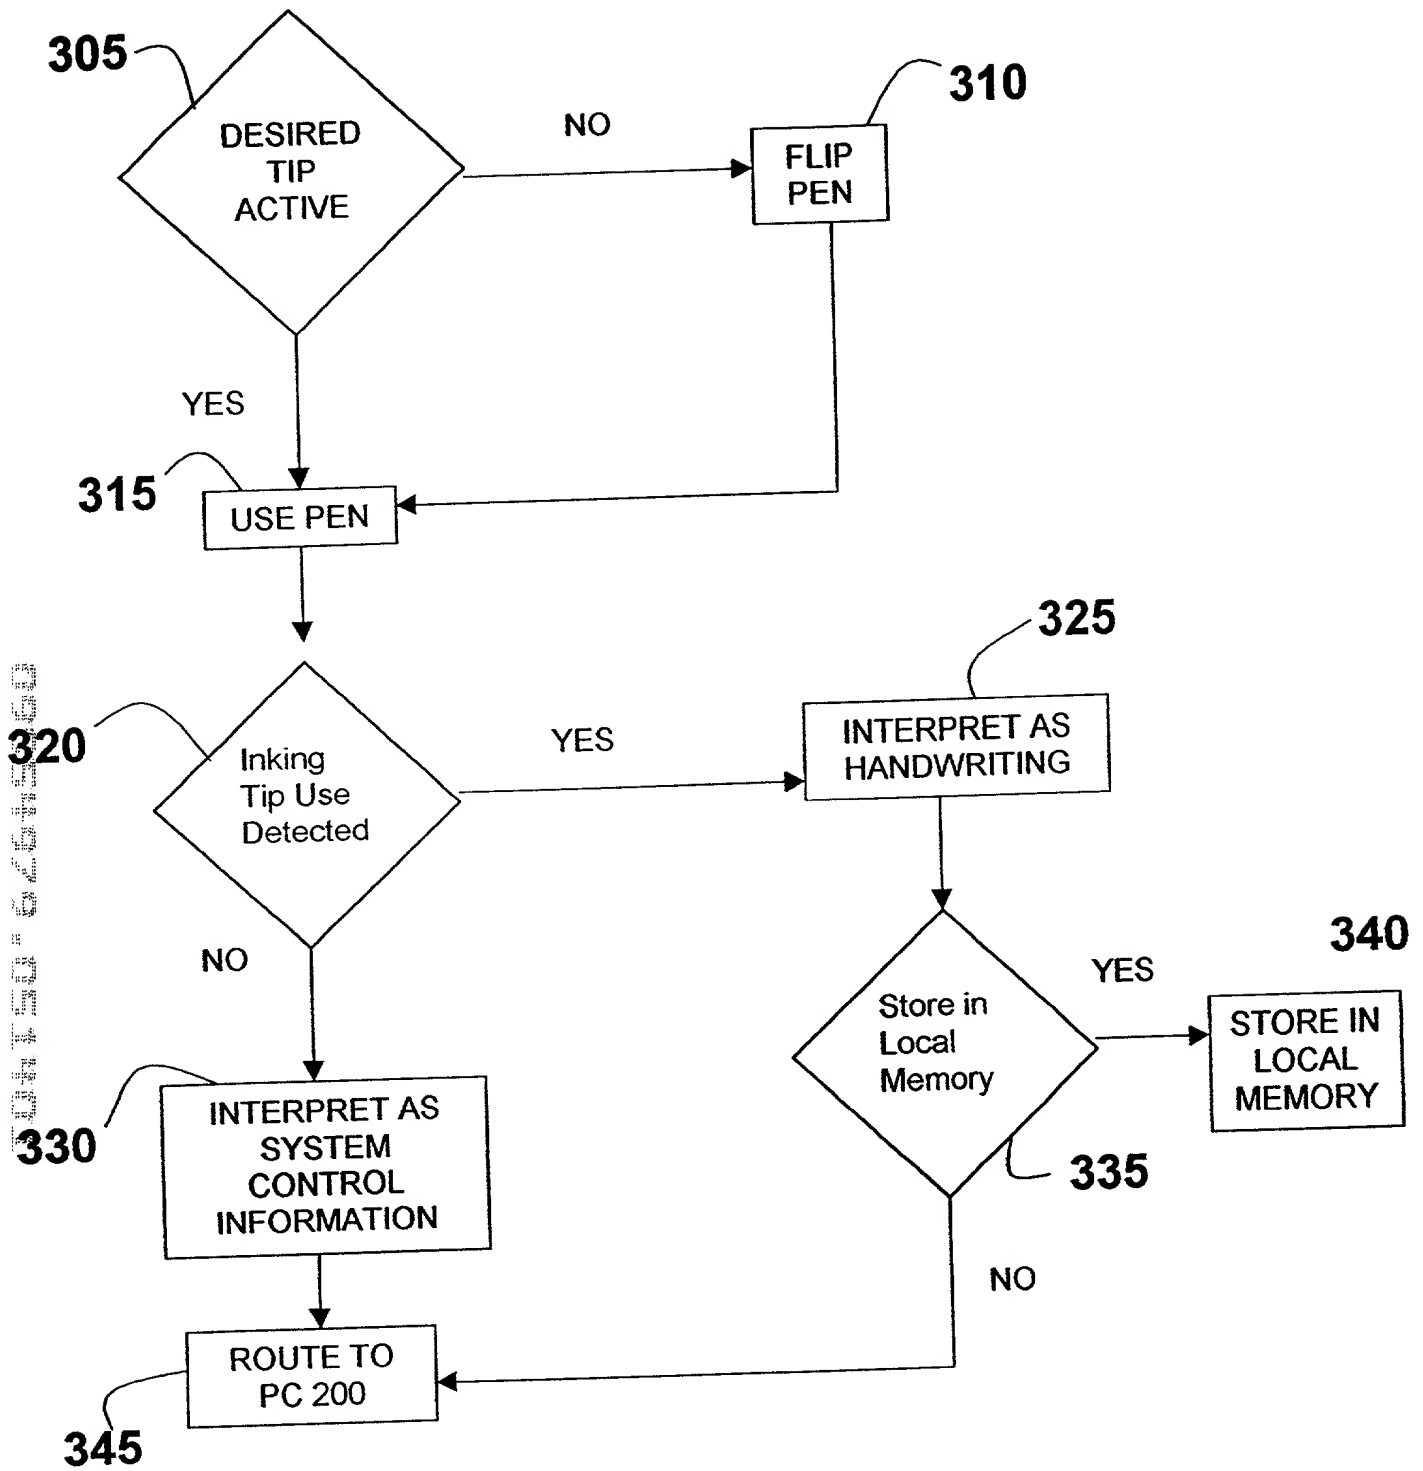 305
DESIRED
TIP
ACTIVE
NO
310
FLIP
PEN
YES
315
USE PEN
320
Inking
Tip Use
Detected
YES
325
INTERPRET AS
HANDWRITING
NO
330
INTERPRET AS
SYSTEM
CONTROL
INFORMATION
Store in
Local
Memory
335
YES
340
STORE IN
LOCAL
MEMORY
NO
345
ROUTE TO
PC 200